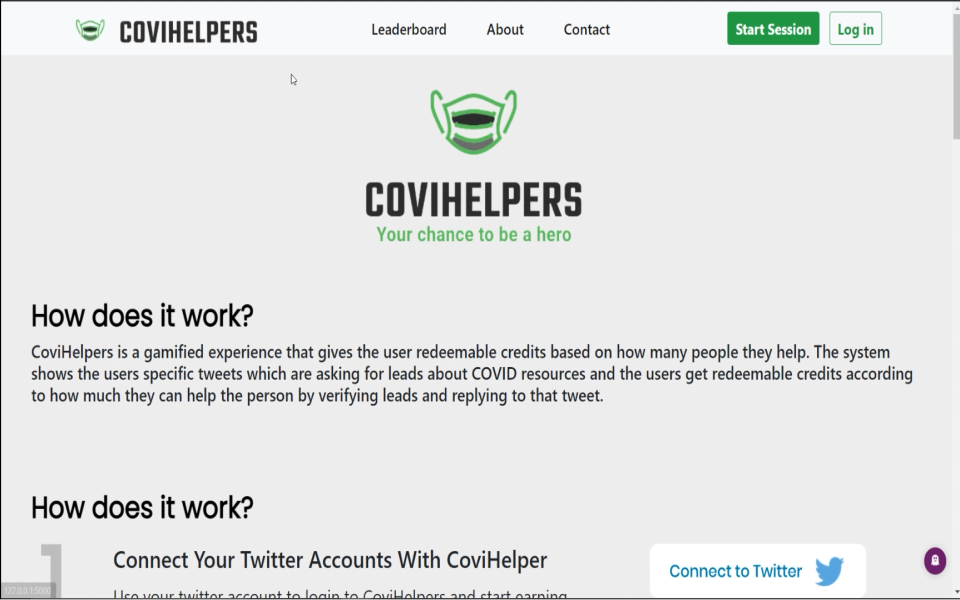 COVIHELPERS
Leaderboard
About
Contact
Start Session
Log in
COVIHELPERS
Your chance to be a hero
How does it work?
CoviHelpers is a gamified experience that gives the user redeemable credits based on how many people they help. The system
shows the users specific tweets which are asking for leads about COVID resources and the users get redeemable credits according
to how much they can help the person by verifying leads and replying to that tweet.
How does it work?
1
Connect Your Twitter Accounts With CoviHelper
Connect to Twitter
Use your twitter account to login to CoviHelpers and start earning
127.0.0.1:5000